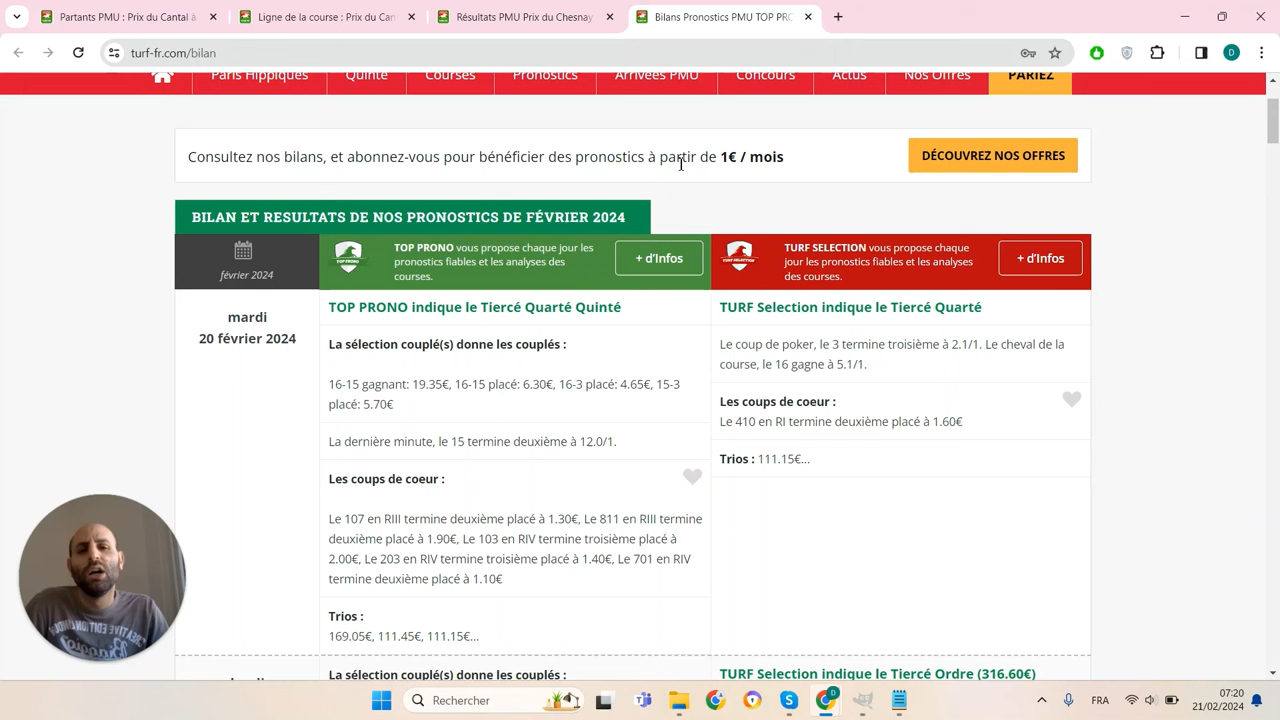 Partants PMU : Prix du Cantal à
Ligne de la course : Prix du Can
Résultats PMU Prix du Chesnay
Bilans Pronostics PMU TOP PRO
turf-fr.com/bilan
D
Paris Hippiques
Quinté
Courses
Pronostics
Arrivées PMU
Concours
Actus
Nos Offres
PARIEZ
Consultez nos bilans, et abonnez-vous pour bénéficier des pronostics à partir de 1€ / mois
DÉCOUVREZ NOS OFFRES
BILAN ET RESULTATS DE NOS PRONOSTICS DE FÉVRIER 2024
février 2024
TOP PRONO
TOP PRONO vous propose chaque jour les
pronostics fiables et les analyses des
courses.
+ d'Infos
TURF SELECTION
TURF SELECTION vous propose chaque
jour les pronostics fiables et les analyses
des courses.
+ d'Infos
mardi
20 février 2024
TOP PRONO indique le Tiercé Quarté Quinté
La sélection couplé(s) donne les couplés :
16-15 gagnant: 19.35€, 16-15 placé: 6.30€, 16-3 placé: 4.65€, 15-3
placé: 5.70€
La dernière minute, le 15 termine deuxième à 12.0/1.
Les coups de coeur :
Le 107 en RIII termine deuxième placé à 1.30€, Le 811 en RIII termine
deuxième placé à 1.90€, Le 103 en RIV termine troisième placé à
2.00€, Le 203 en RIV termine troisième placé à 1.40€, Le 701 en RIV
termine deuxième placé à 1.10€
Trios :
169.05€, 111.45€, 111.15€...
TURF Selection indique le Tiercé Quarté
Le coup de poker, le 3 termine troisième à 2.1/1. Le cheval de la
course, le 16 gagne à 5.1/1.
Les coups de coeur :
Le 410 en RI termine deuxième placé à 1.60€
Trios : 111.15€...
La sélection couplé(s) donne les couplés :
TURF Selection indique le Tiercé Ordre (316.60€)
Rechercher
D
FRA
07:20
21/02/2024